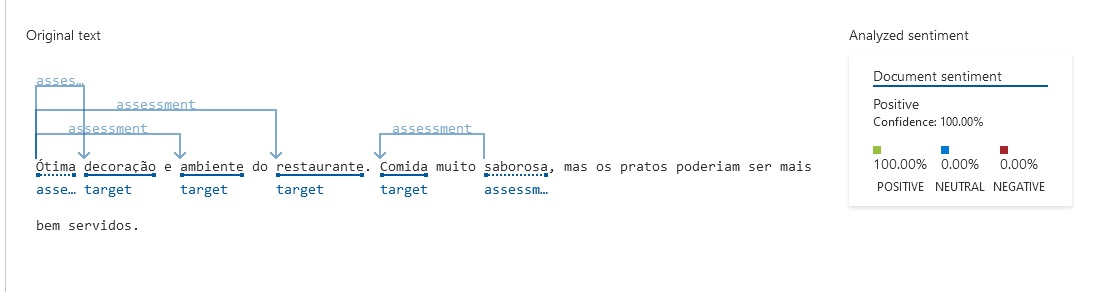 Original text
Analyzed sentiment
asses…
assessment
assessment
assessment
Ótima decoração e ambiente do restaurante. Comida muito saborosa, mas os pratos poderiam ser mais
asse… target target target target assessm…
bem servidos.
Document sentiment
Positive
Confidence: 100.00%
100.00% 0.00% 0.00%
POSITIVE NEUTRAL NEGATIVE